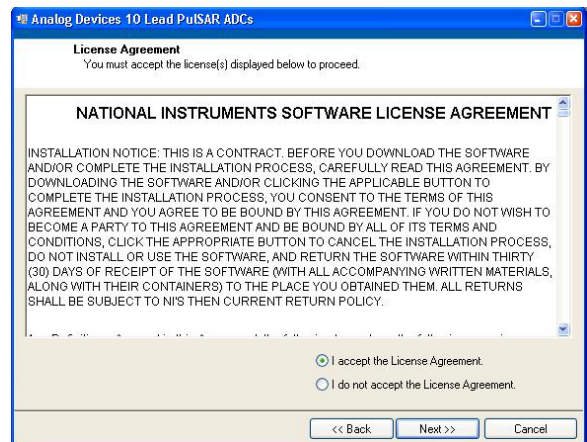 Analog Devices 10 Lead PulSAR ADCs
License Agreement
You must accept the license(s) displayed below to proceed.
NATIONAL INSTRUMENTS SOFTWARE LICENSE AGREEMENT
INSTALLATION NOTICE: THIS IS A CONTRACT. BEFORE YOU DOWNLOAD THE SOFTWARE
AND/OR COMPLETE THE INSTALLATION PROCESS, CAREFULLY READ THIS AGREEMENT. BY
DOWNLOADING THE SOFTWARE AND/OR CLICKING THE APPLICABLE BUTTON TO
COMPLETE THE INSTALLATION PROCESS, YOU CONSENT TO THE TERMS OF THIS
AGREEMENT AND YOU AGREE TO BE BOUND BY THIS AGREEMENT. IF YOU DO NOT WISH TO
BECOME A PARTY TO THIS AGREEMENT AND BE BOUND BY ALL OF ITS TERMS AND
CONDITIONS, CLICK THE APPROPRIATE BUTTON TO CANCEL THE INSTALLATION PROCESS,
DO NOT INSTALL OR USE THE SOFTWARE, AND RETURN THE SOFTWARE WITHIN THIRTY
(30) DAYS OF RECEIPT OF THE SOFTWARE (WITH ALL ACCOMPANYING WRITTEN MATERIALS,
ALONG WITH THEIR CONTAINERS) TO THE PLACE YOU OBTAINED THEM. ALL RETURNS
SHALL BE SUBJECT TO NI'S THEN CURRENT RETURN POLICY.
I accept the License Agreement.
I do not accept the License Agreement.
<< Back
Next >>
Cancel